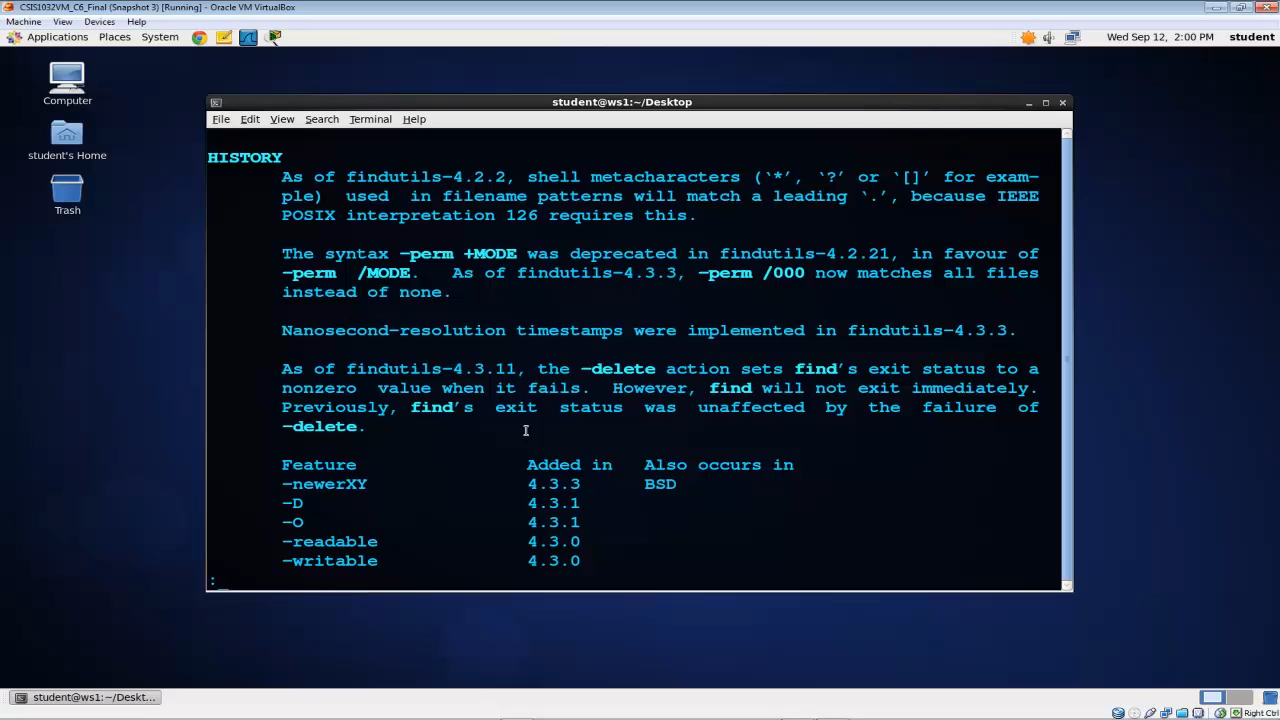 CSIS1032VM_C6_Final (Snapshot 3) [Running] - Oracle VM VirtualBox
Machine View Devices Help
Applications Places System Wed Sep 12, 2:00 PM student
Computer
student's Home
Trash
student@ws1:~/Desktop
File Edit View Search Terminal Help
HISTORY
As of findutils-4.2.2, shell metacharacters (`*', `?' or `[]' for exam-
ple) used in filename patterns will match a leading `.', because IEEE
POSIX interpretation 126 requires this.
The syntax -perm +MODE was deprecated in findutils-4.2.21, in favour of
-perm /MODE. As of findutils-4.3.3, -perm /000 now matches all files
instead of none.
Nanosecond-resolution timestamps were implemented in findutils-4.3.3.
As of findutils-4.3.11, the -delete action sets find's exit status to a
nonzero value when it fails. However, find will not exit immediately.
Previously, find's exit status was unaffected by the failure of
-delete.
Feature Added in Also occurs in
-newerXY 4.3.3 BSD
-D 4.3.1
-O 4.3.1
-readable 4.3.0
-writable 4.3.0
:
student@ws1:~/Deskt...
Right Ctrl